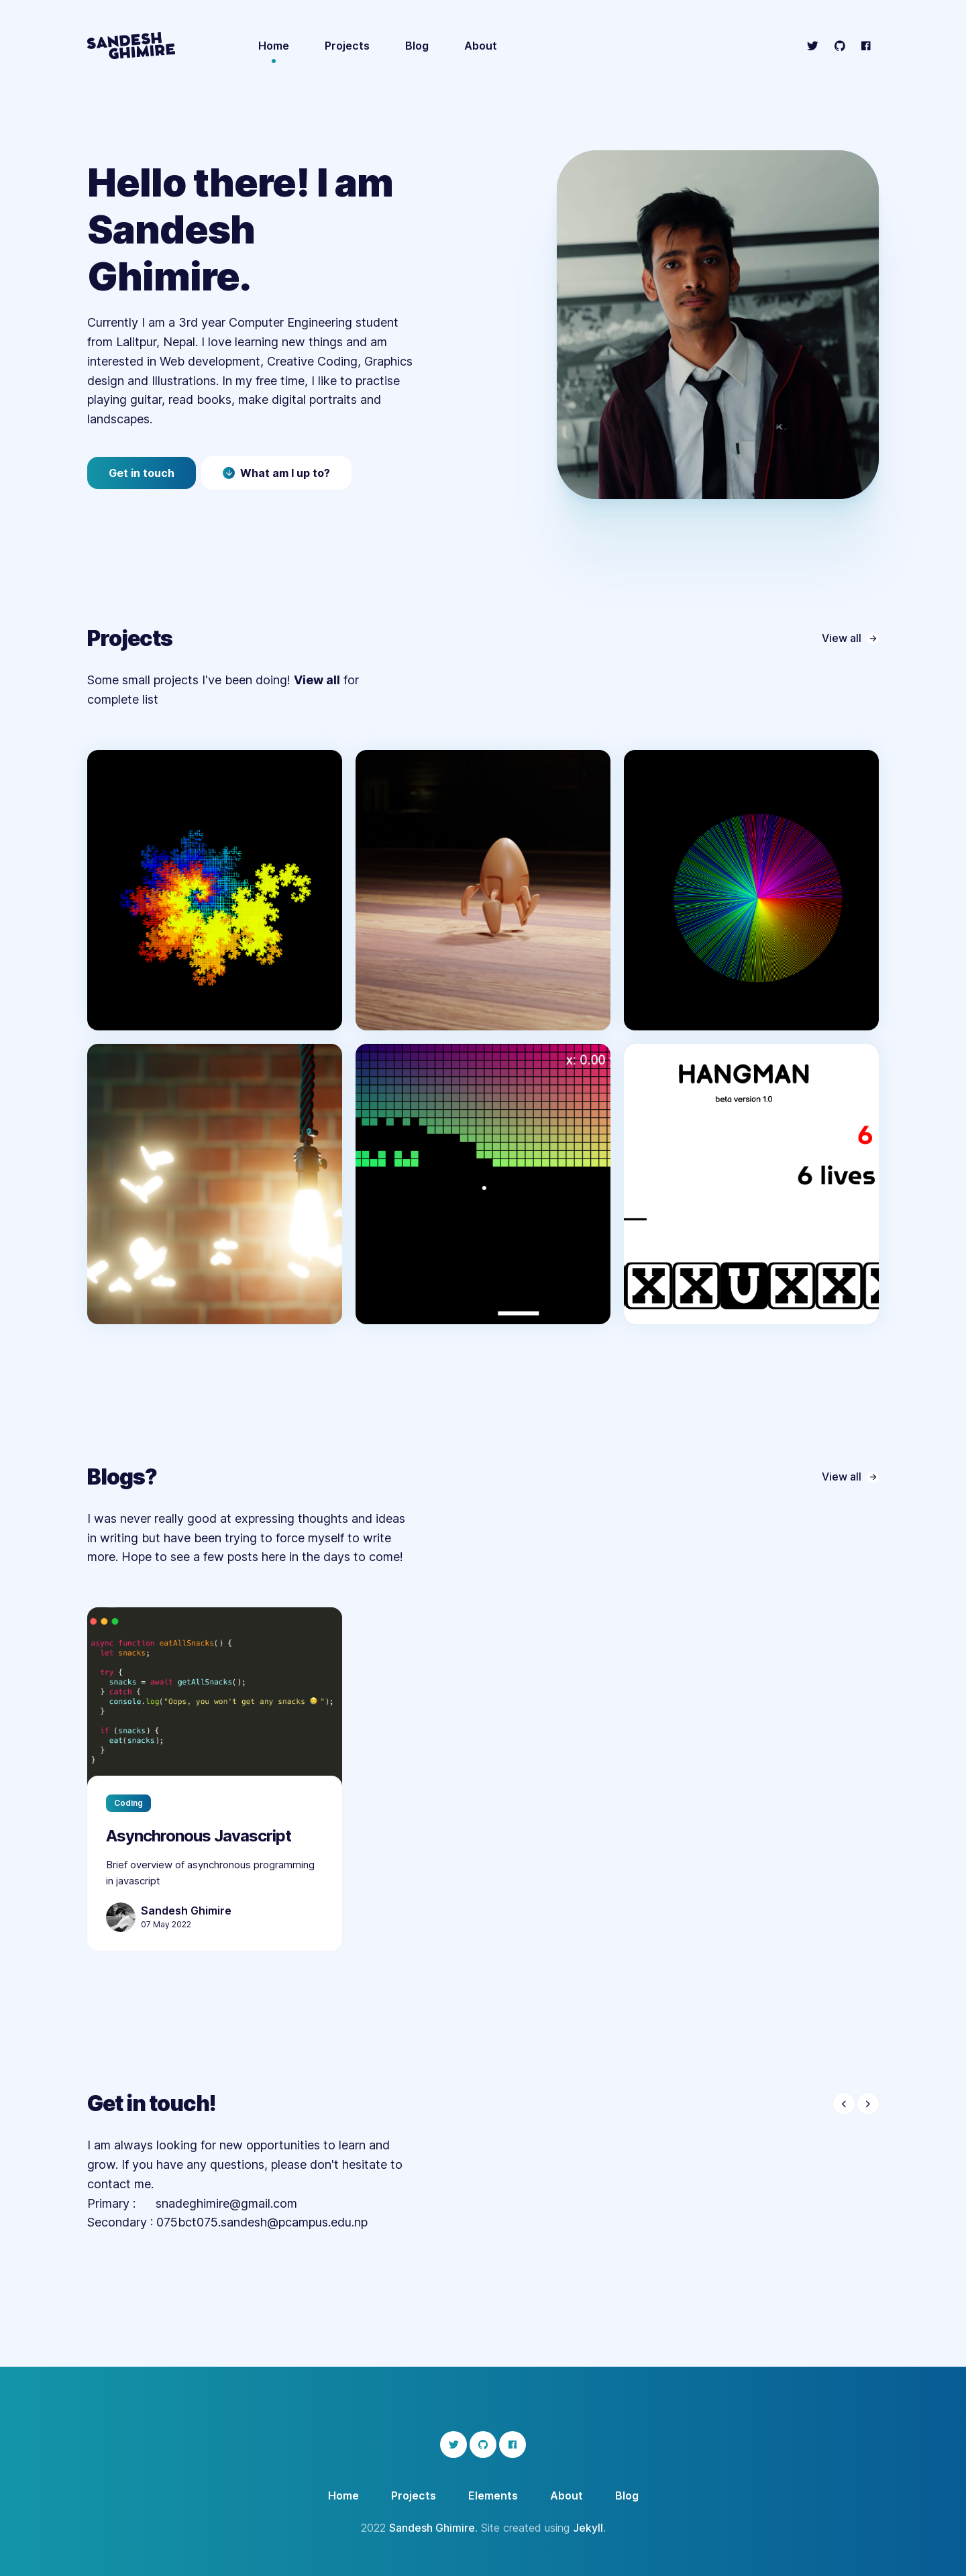 SANDESH
GHIMIRE
Home Projects Blog About
Hello there! I am
Sandesh
Ghimire.
Currently I am a 3rd year Computer Engineering student
from Lalitpur, Nepal. I love learning new things and am
interested in Web development, Creative Coding, Graphics
design and Illustrations. In my free time, I like to practise
playing guitar, read books, make digital portraits and
landscapes.
Get in touch What am I up to?
Projects
View all
Some small projects I've been doing! View all for
complete list
x: 0.00
HANGMAN
beta version 1.0
6
6 lives
X X U X X X
Blogs?
View all
I was never really good at expressing thoughts and ideas
in writing but have been trying to force myself to write
more. Hope to see a few posts here in the days to come!
async function eatAllSnacks() {
let snacks;
try {
snacks = await getAllSnacks();
} catch {
console.log("Oops, you won't get any snacks 😞 ");
}
if (snacks) {
eat(snacks);
}
}
Coding
Asynchronous Javascript
Brief overview of asynchronous programming
in javascript
Sandesh Ghimire
07 May 2022
Get in touch!
I am always looking for new opportunities to learn and
grow. If you have any questions, please don't hesitate to
contact me.
Primary : snadeghimire@gmail.com
Secondary : 075bct075.sandesh@pcampus.edu.np
Home Projects Elements About Blog
2022 Sandesh Ghimire. Site created using Jekyll.